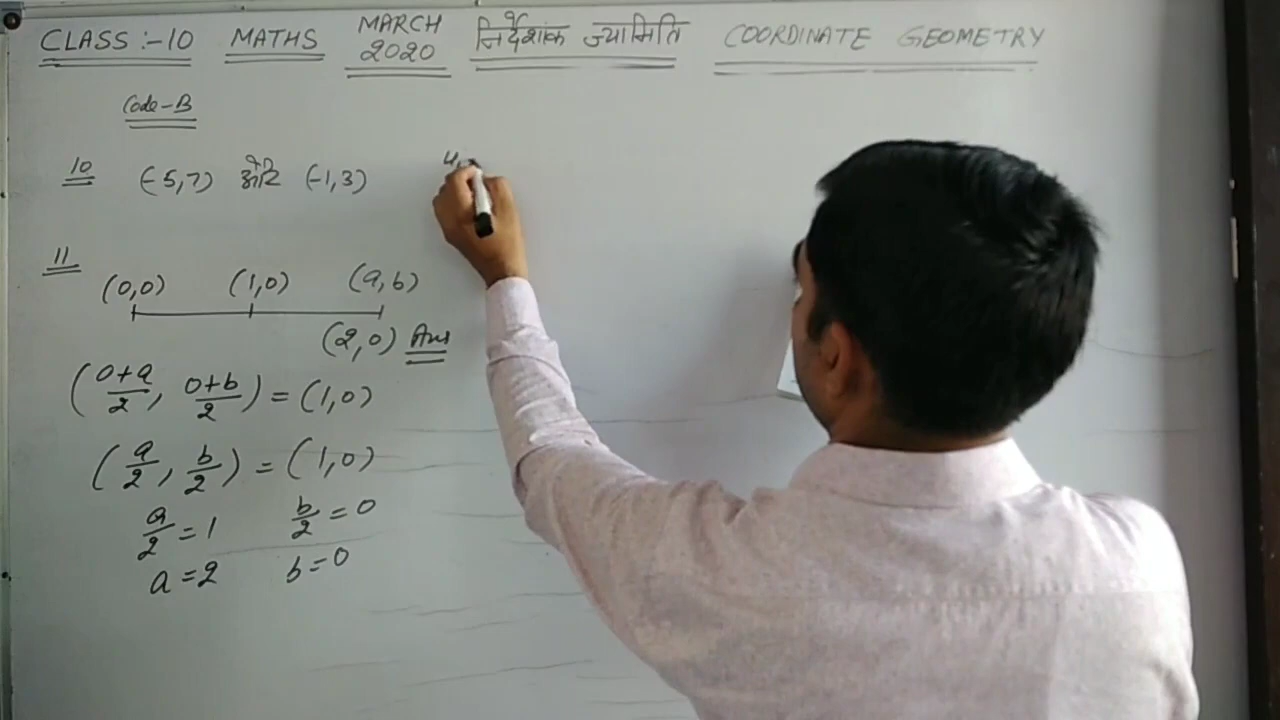 CLASS :-10 MATHS MARCH 2020 निर्देशांक ज्यामिति COORDINATE GEOMETRY
Code-B
10 (-5,7) और (-1,3)
11
(0,0) (1,0) (a,b)
(2,0) Ans
(0+a/2, 0+b/2) = (1,0)
(a/2, b/2) = (1,0)
a/2 = 1 b/2 = 0
a = 2 b = 0